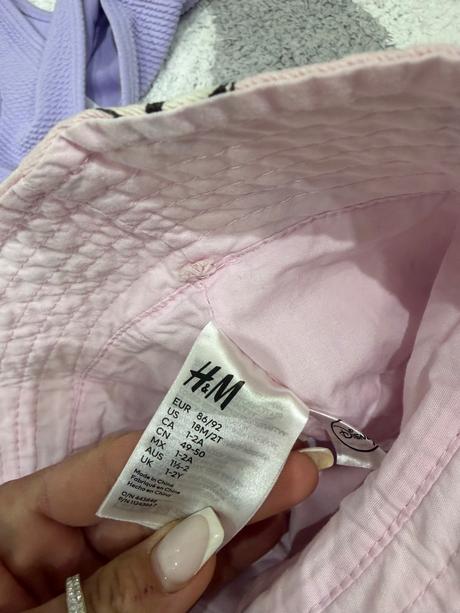 H&M
EUR 86/92
US 18M/2T
CA 1-2A
CN 49-50
MX 1-2A
AUS 1½-2
UK 1-2Y
Made in China
Fabriqué en Chine
Hecho en China
Disney